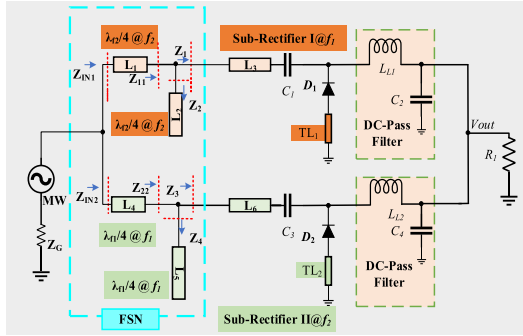 λf2/4 @f2
Z1
Sub-Rectifier I@f1
ZIN1
L1
Z11
L3
Z2
C1
D1
LL1
C2
L2
λf2/4 @f2
TL1
DC-Pass
Filter
Vout
R1
MW
ZG
ZIN2
Z22
Z3
L4
L6
Z4
C3
D2
LL2
C4
λf1/4 @f1
L5
TL2
DC-Pass
Filter
λf1/4 @f1
FSN
Sub-Rectifier II@f2